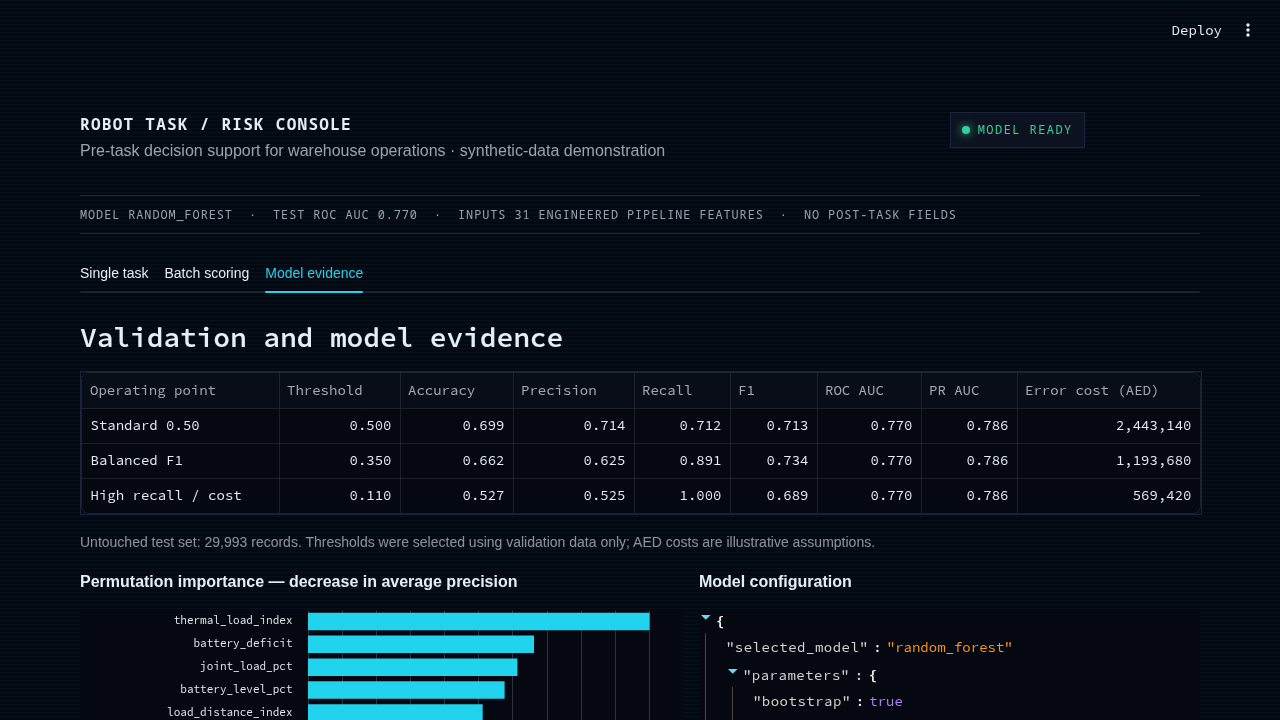 Deploy
ROBOT TASK / RISK CONSOLE
MODEL READY
Pre-task decision support for warehouse operations · synthetic-data demonstration
MODEL RANDOM_FOREST · TEST ROC AUC 0.770 · INPUTS 31 ENGINEERED PIPELINE FEATURES · NO POST-TASK FIELDS
Single task Batch scoring Model evidence
Validation and model evidence
Operating point Threshold Accuracy Precision Recall F1 ROC AUC PR AUC Error cost (AED)
Standard 0.50 0.500 0.699 0.714 0.712 0.713 0.770 0.786 2,443,140
Balanced F1 0.350 0.662 0.625 0.891 0.734 0.770 0.786 1,193,680
High recall / cost 0.110 0.527 0.525 1.000 0.689 0.770 0.786 569,420
Untouched test set: 29,993 records. Thresholds were selected using validation data only; AED costs are illustrative assumptions.
Permutation importance — decrease in average precision
thermal_load_index
battery_deficit
joint_load_pct
battery_level_pct
load_distance_index
Model configuration
{
"selected_model" : "random_forest"
"parameters" : {
"bootstrap" : true